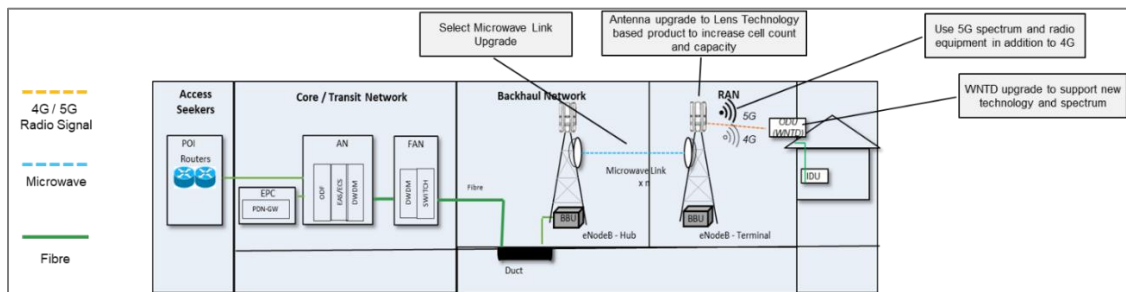 Select Microwave Link
Upgrade
Antenna upgrade to Lens Technology
based product to increase cell count
and capacity
Use 5G spectrum and radio
equipment in addition to 4G
WNTD upgrade to support new
technology and spectrum
4G / 5G
Radio Signal
Microwave
Fibre
Access
Seekers
Core / Transit Network
Backhaul Network
RAN
POI
Routers
EPC
PDN-GW
AN
ODF
EAS/ECS
DWDM
FAN
DWDM
SWITCH
Fibre
Duct
BBU
eNodeB - Hub
Microwave Link
x n
BBU
eNodeB - Terminal
5G
4G
ODU
(WNTD)
IDU